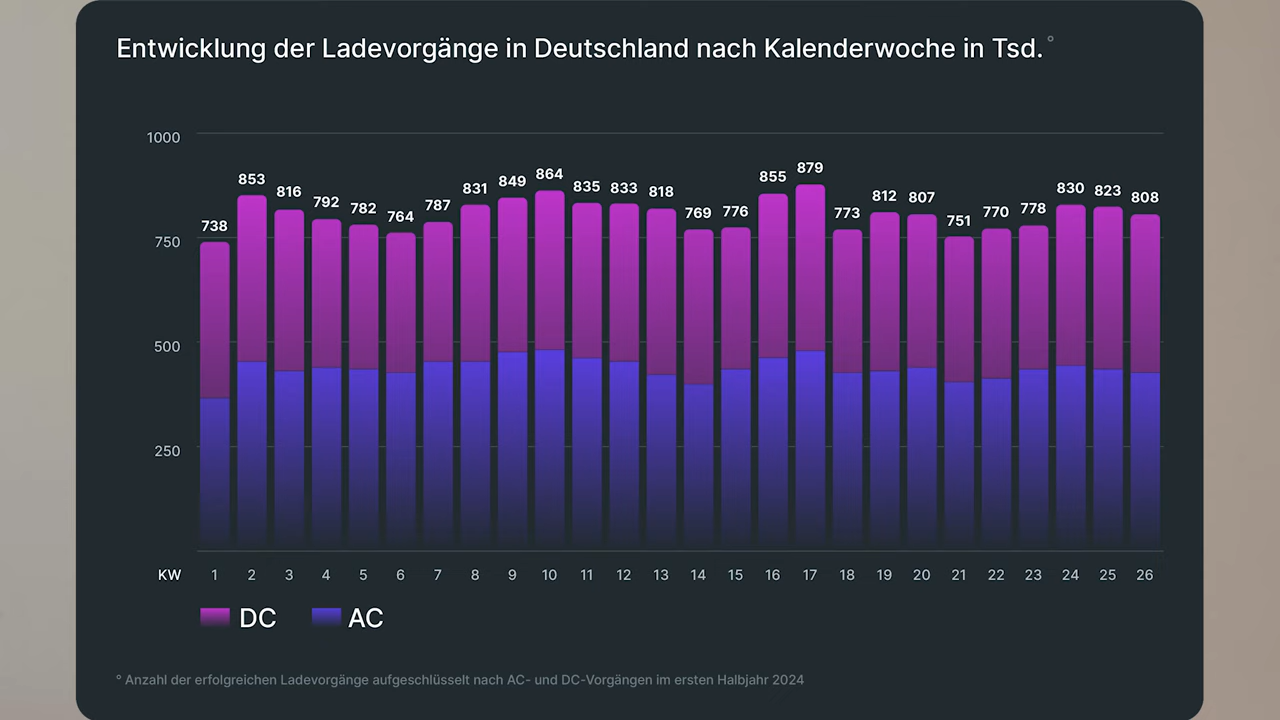 Entwicklung der Ladevorgänge in Deutschland nach Kalenderwoche in Tsd.°
1000
750
500
250
738 853 816 792 782 764 787 831 849 864 835 833 818 769 776 855 879 773 812 807 751 770 778 830 823 808
KW 1 2 3 4 5 6 7 8 9 10 11 12 13 14 15 16 17 18 19 20 21 22 23 24 25 26
DC AC
° Anzahl der erfolgreichen Ladevorgänge aufgeschlüsselt nach AC- und DC-Vorgängen im ersten Halbjahr 2024